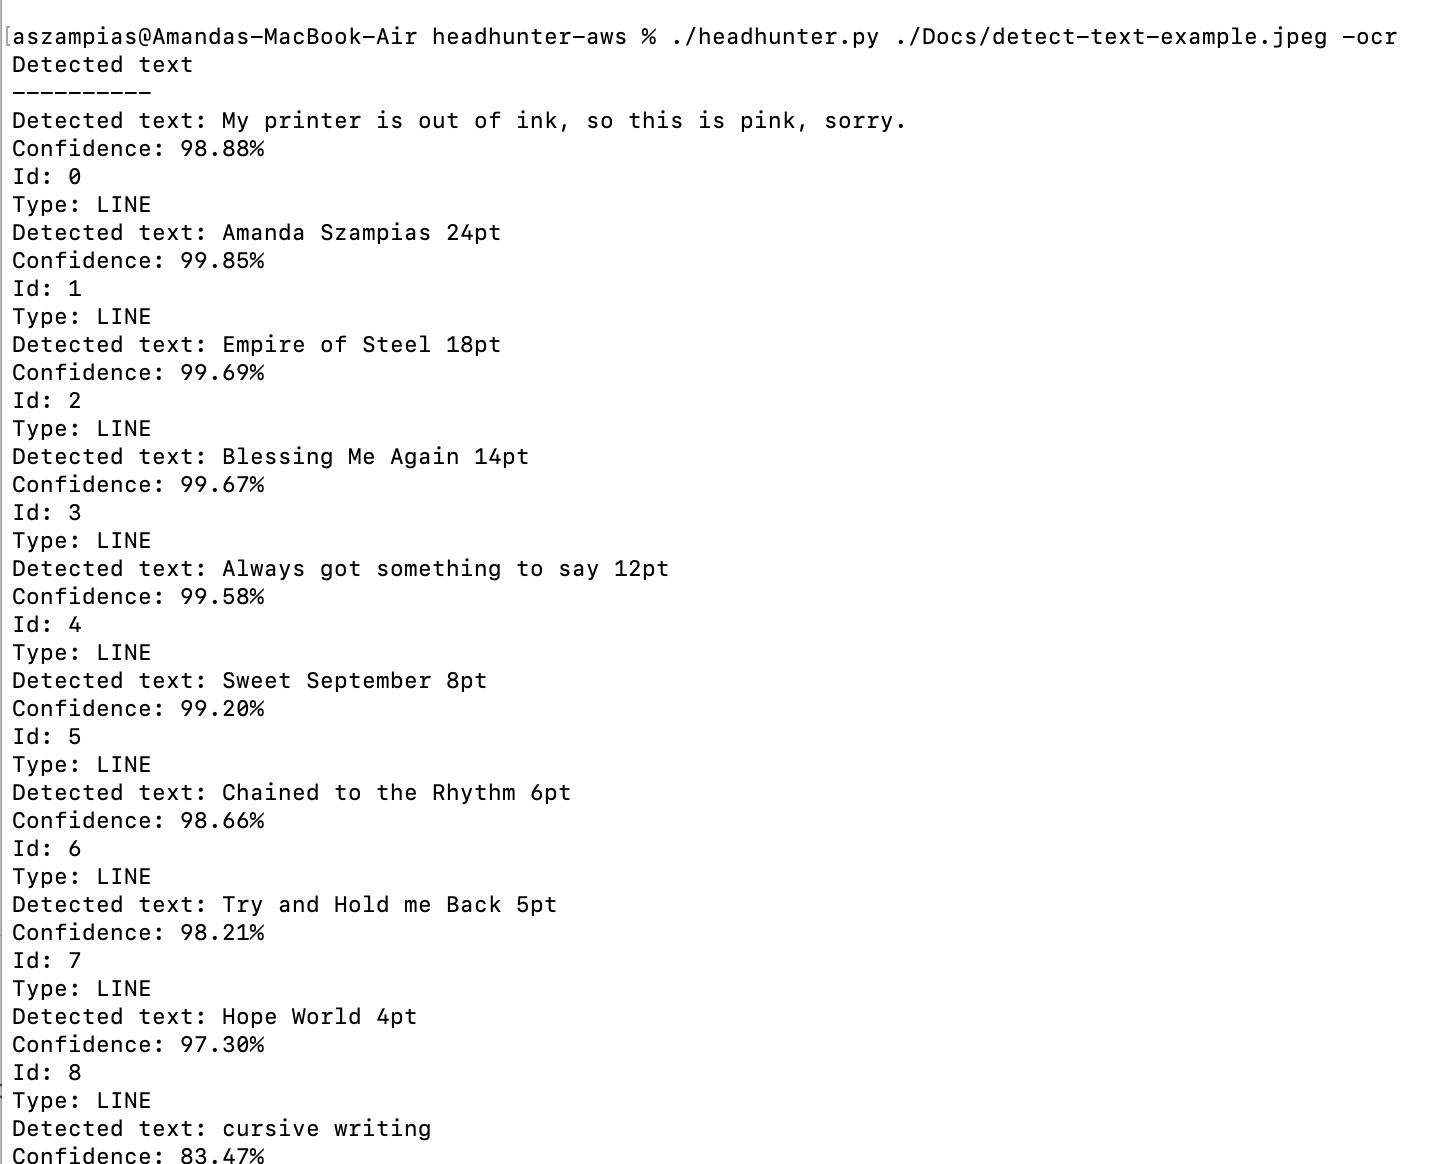 [aszampias@Amandas-MacBook-Air headhunter-aws % ./headhunter.py ./Docs/detect-text-example.jpeg -ocr
Detected text
----------
Detected text: My printer is out of ink, so this is pink, sorry.
Confidence: 98.88%
Id: 0
Type: LINE
Detected text: Amanda Szampias 24pt
Confidence: 99.85%
Id: 1
Type: LINE
Detected text: Empire of Steel 18pt
Confidence: 99.69%
Id: 2
Type: LINE
Detected text: Blessing Me Again 14pt
Confidence: 99.67%
Id: 3
Type: LINE
Detected text: Always got something to say 12pt
Confidence: 99.58%
Id: 4
Type: LINE
Detected text: Sweet September 8pt
Confidence: 99.20%
Id: 5
Type: LINE
Detected text: Chained to the Rhythm 6pt
Confidence: 98.66%
Id: 6
Type: LINE
Detected text: Try and Hold me Back 5pt
Confidence: 98.21%
Id: 7
Type: LINE
Detected text: Hope World 4pt
Confidence: 97.30%
Id: 8
Type: LINE
Detected text: cursive writing
Confidence: 83.47%